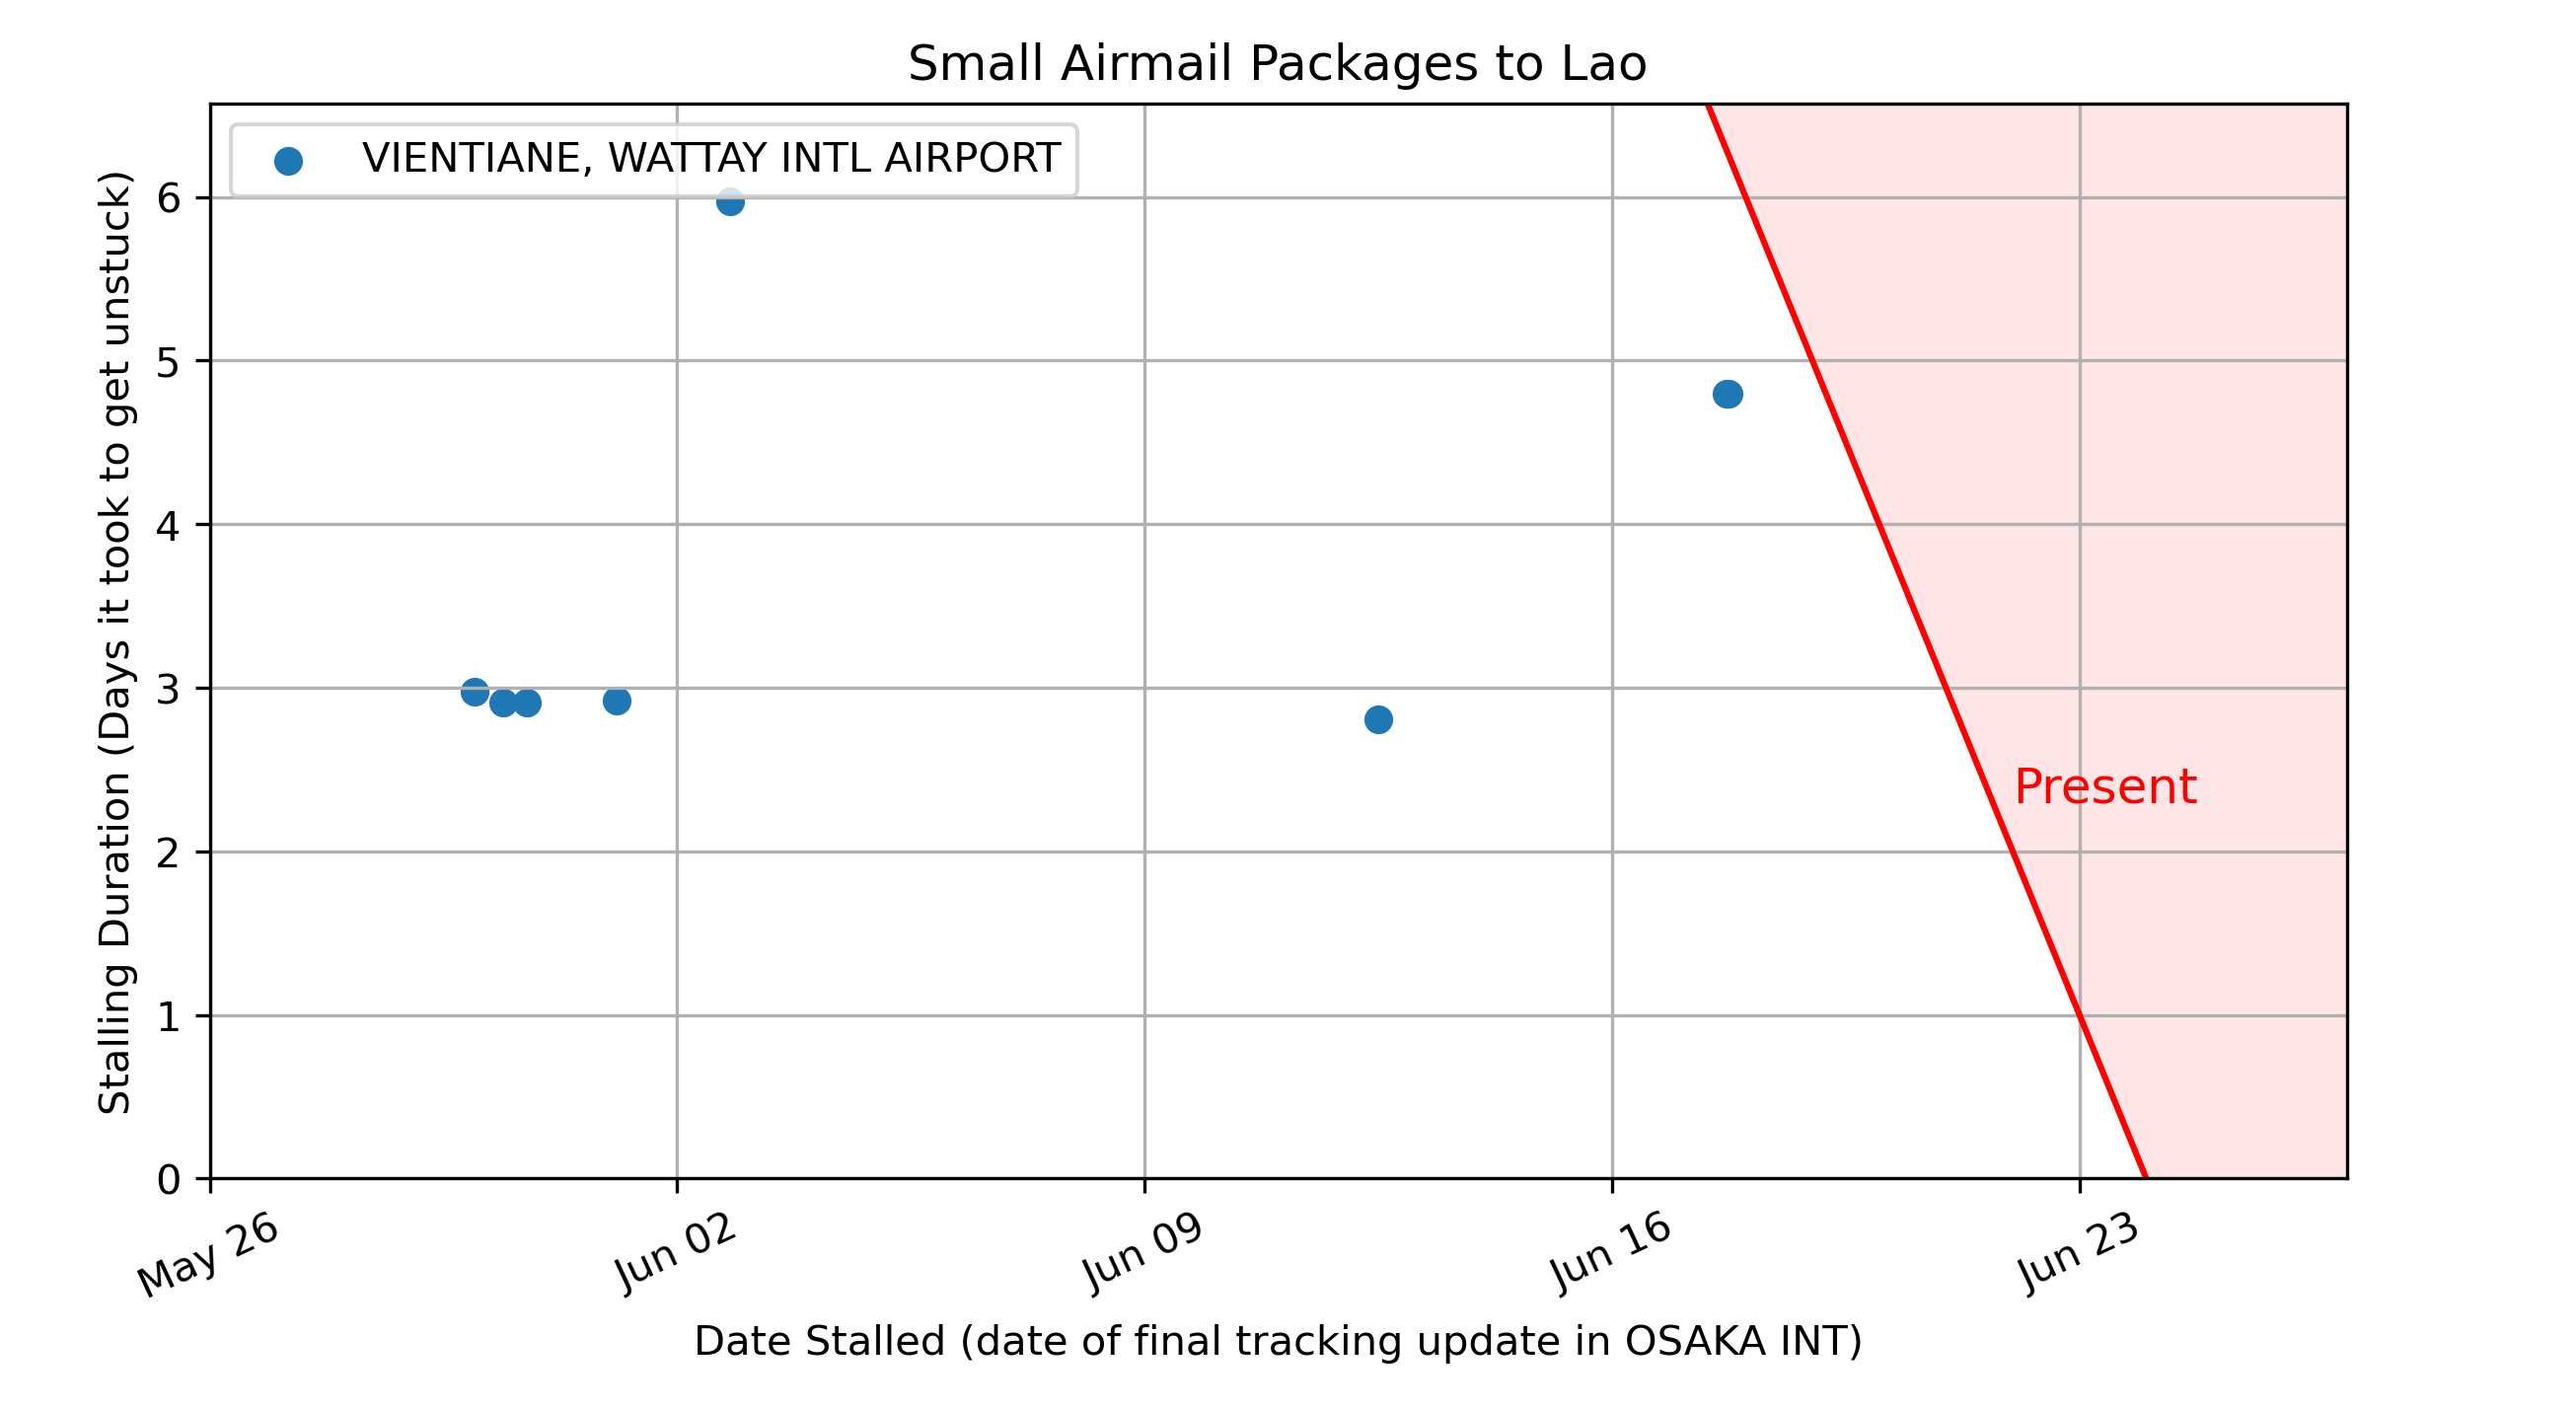 Small Airmail Packages to Lao
VIENTIANE, WATTAY INTL AIRPORT
Stalling Duration (Days it took to get unstuck)
6
5
4
3
2
1
0
Present
May 26
Jun 02
Jun 09
Jun 16
Jun 23
Date Stalled (date of final tracking update in OSAKA INT)